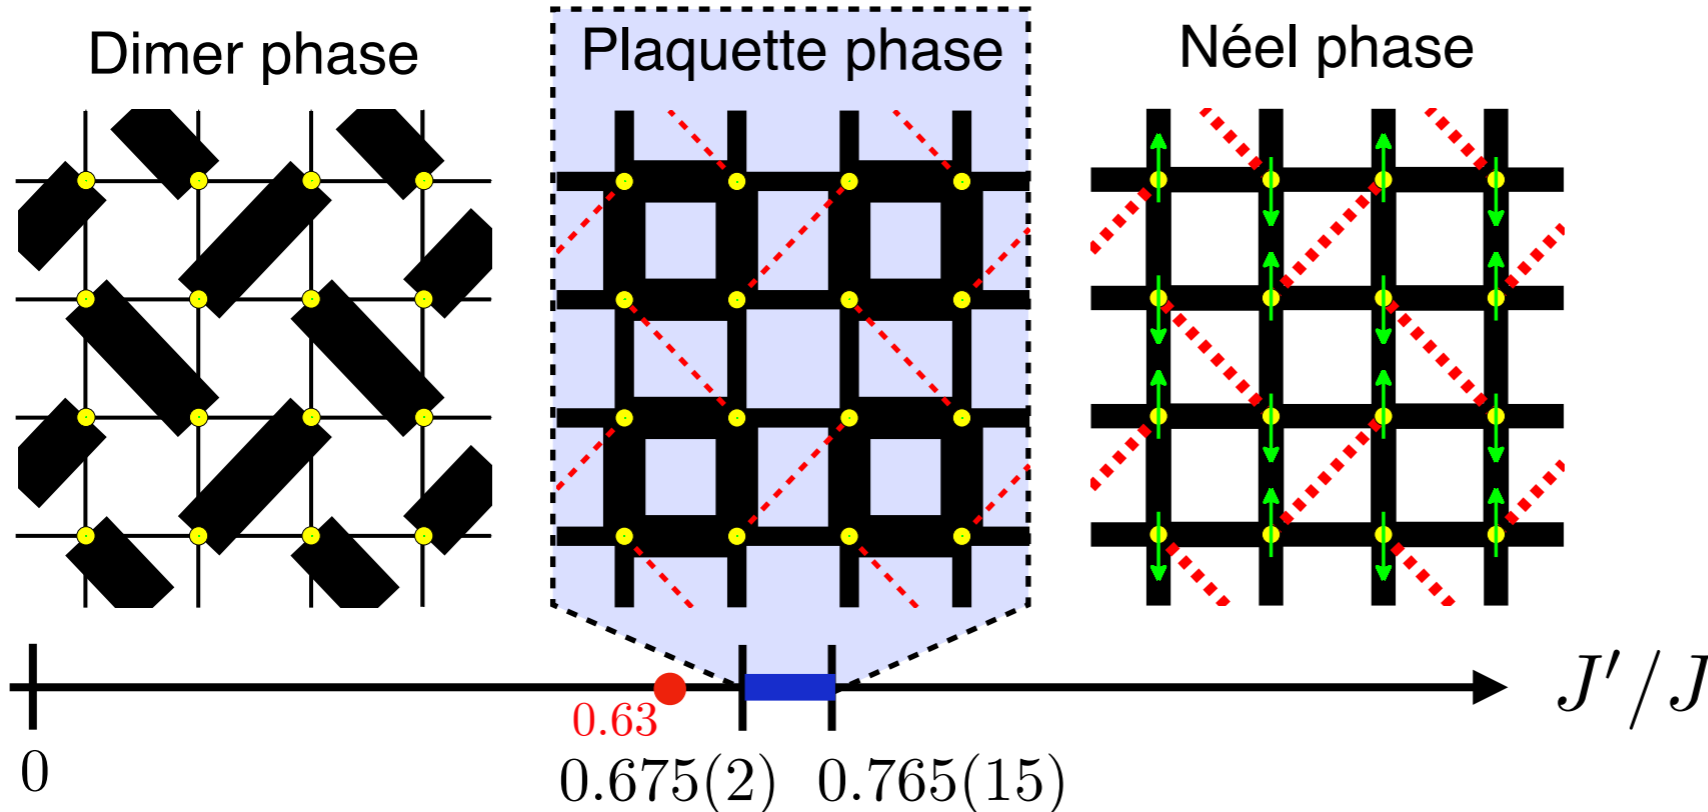 Dimer phase
Plaquette phase
Néel phase
J′/J
0.63
0
0.675(2)
0.765(15)